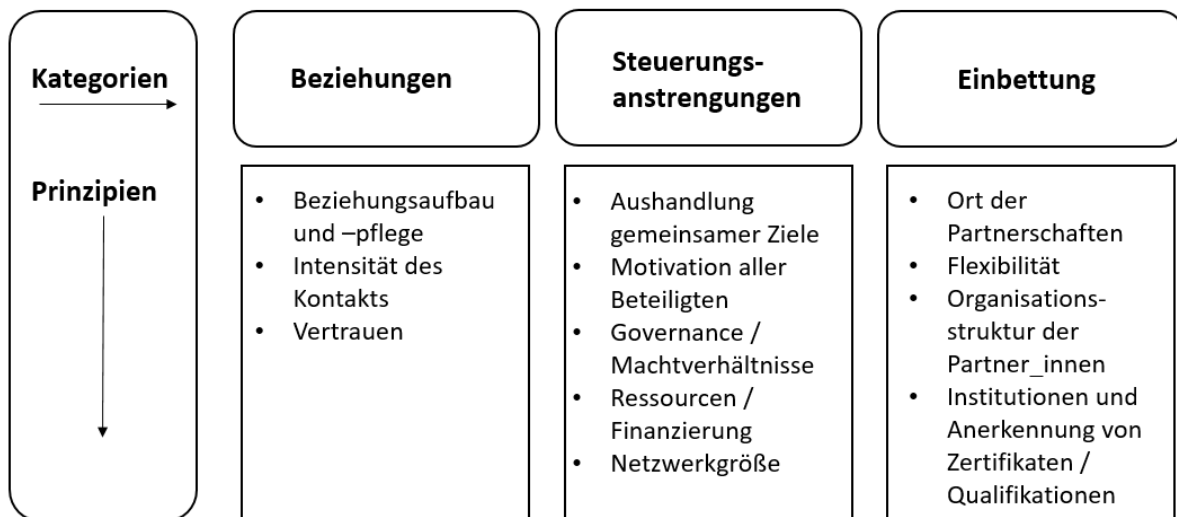 Kategorien
Prinzipien
Beziehungen
• Beziehungsaufbau
und –pflege
• Intensität des
Kontakts
• Vertrauen
Steuerungs-
anstrengungen
• Aushandlung
gemeinsamer Ziele
• Motivation aller
Beteiligten
• Governance /
Machtverhältnisse
• Ressourcen /
Finanzierung
• Netzwerkgröße
Einbettung
• Ort der
Partnerschaften
• Flexibilität
• Organisations-
struktur der
Partner_innen
• Institutionen und
Anerkennung von
Zertifikaten /
Qualifikationen